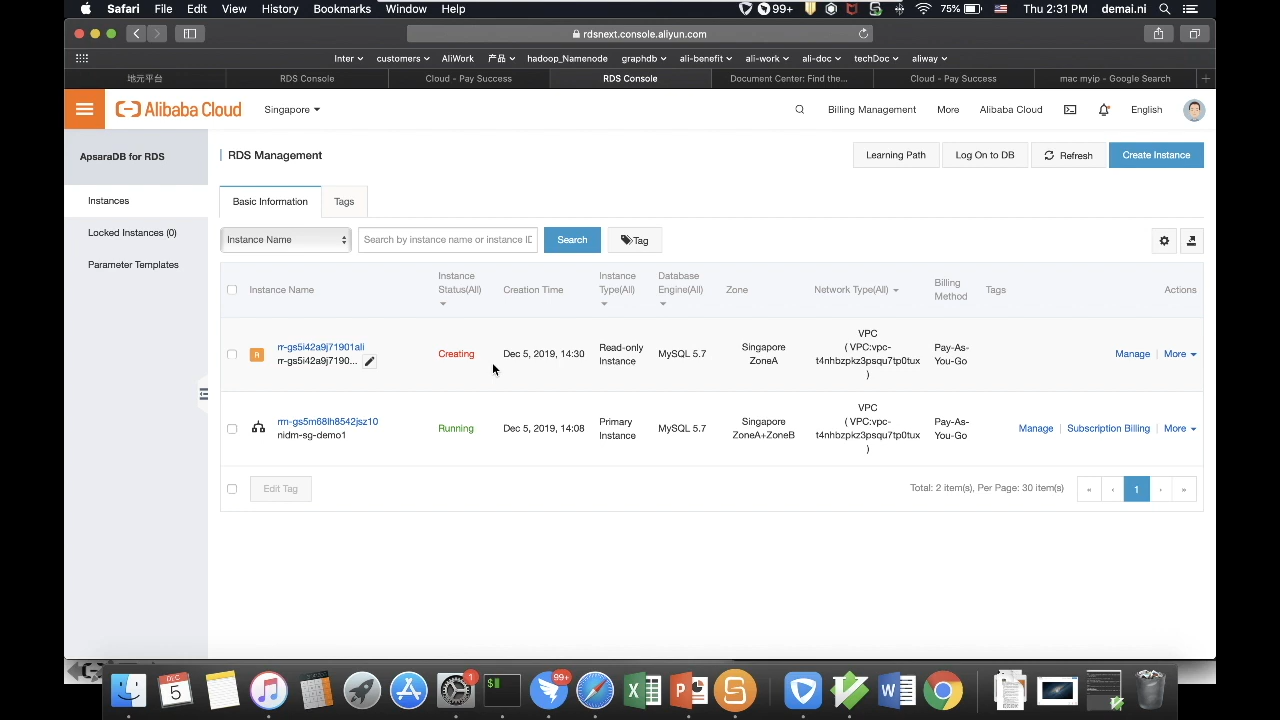 Safari File Edit View History Bookmarks Window Help 99+ 75% Thu 2:31 PM demai.ni
rdsnext.console.aliyun.com
Inter customers AliWork 产品 hadoop_Namenode graphdb ali-benefit ali-work ali-doc techDoc aliway
地元平台 RDS Console Cloud - Pay Success RDS Console Document Center: Find the... Cloud - Pay Success mac myip - Google Search
Alibaba Cloud Singapore Billing Management More Alibaba Cloud English
ApsaraDB for RDS
Instances
Locked Instances (0)
Parameter Templates
RDS Management Learning Path Log On to DB Refresh Create Instance
Basic Information Tags
Instance Name Search by instance name or instance ID Search Tag
Instance Name
Instance
Status(All)
Creation Time
Instance
Type(All)
Database
Engine(All)
Zone
Network Type(All)
Billing
Method
Tags
Actions
R
rr-gs5i42a9j71901ali
rr-gs5i42a9j7190...
Creating
Dec 5, 2019, 14:30
Read-only
Instance
MySQL 5.7
Singapore
ZoneA
VPC
( VPC:vpc-
t4nhbzpkz3psqu7tp0tux
)
Pay-As-
You-Go
Manage More
rm-gs5m68lh8542jsz10
nidm-sg-demo1
Running
Dec 5, 2019, 14:08
Primary
Instance
MySQL 5.7
Singapore
ZoneA+ZoneB
VPC
( VPC:vpc-
t4nhbzpkz3psqu7tp0tux
)
Pay-As-
You-Go
Manage Subscription Billing More
Edit Tag Total: 2 item(s), Per Page: 30 item(s) « ‹ 1 › »
DEC
5
1
$
99+